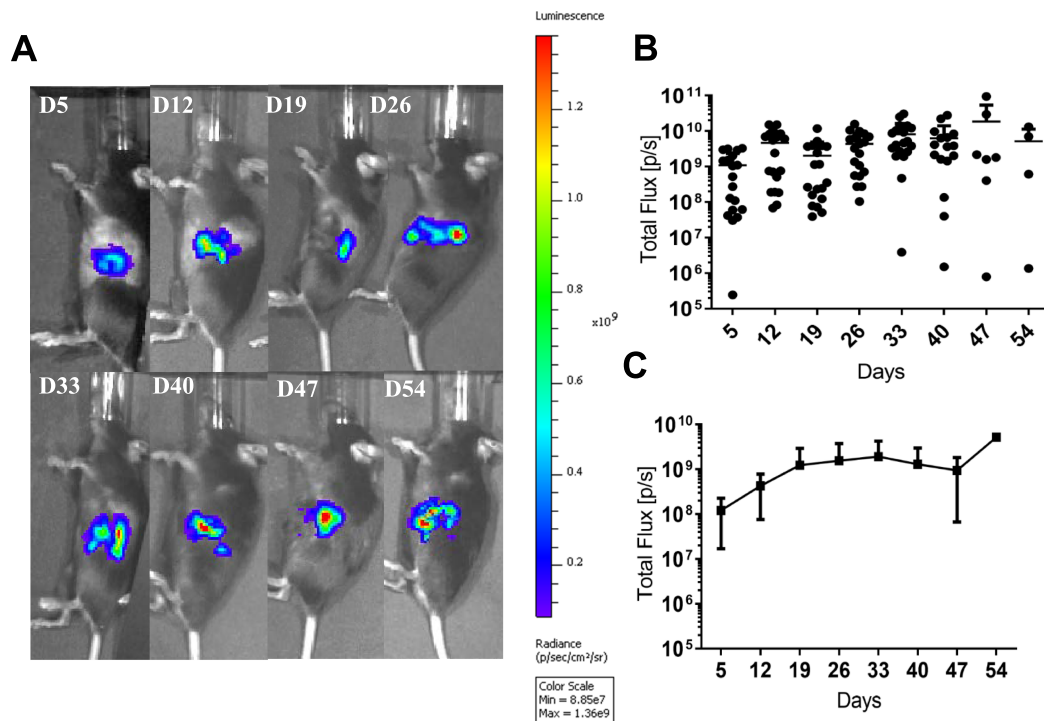 A
D5 D12 D19 D26
D33 D40 D47 D54
Luminescence
1.2
1.0
0.8
x10⁹
0.6
0.4
0.2
Radiance
(p/sec/cm²/sr)
Color Scale
Min = 8.85e7
Max = 1.36e9
B
Total Flux [p/s]
10¹¹
10¹⁰
10⁹
10⁸
10⁷
10⁶
10⁵
5 12 19 26 33 40 47 54
Days
C
Total Flux [p/s]
10¹⁰
10⁹
10⁸
10⁷
10⁶
10⁵
5 12 19 26 33 40 47 54
Days